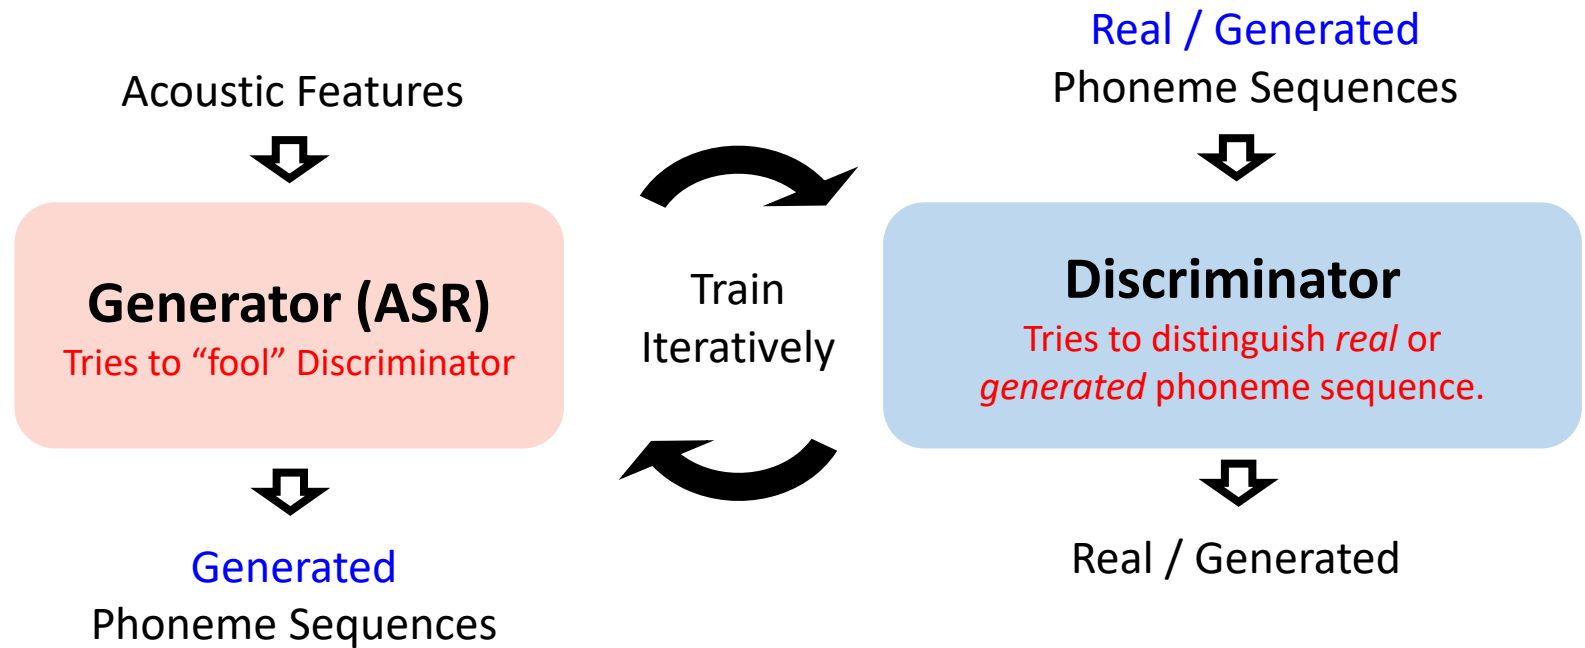 Acoustic Features
Generator (ASR)
Tries to “fool” Discriminator
Generated
Phoneme Sequences
Train
Iteratively
Real / Generated
Phoneme Sequences
Discriminator
Tries to distinguish real or
generated phoneme sequence.
Real / Generated